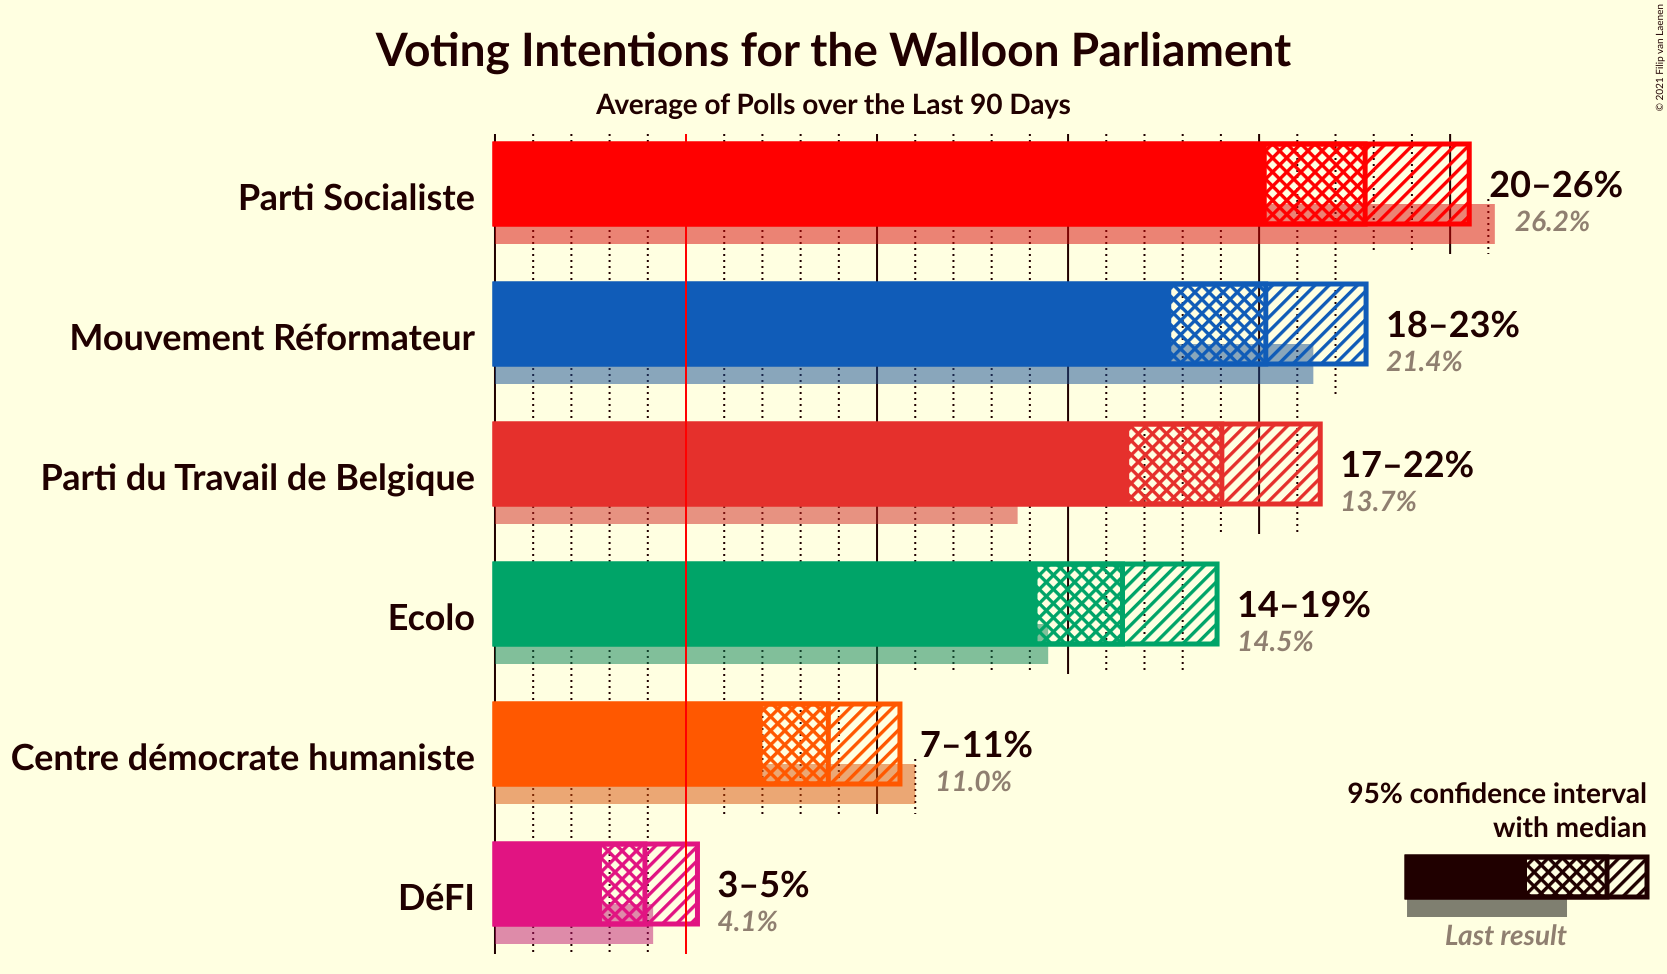 Voting Intentions for the Walloon Parliament
Average of Polls over the Last 90 Days
© 2021 Filip van Laenen
Parti Socialiste
20–26%
26.2%
Mouvement Réformateur
18–23%
21.4%
Parti du Travail de Belgique
17–22%
13.7%
Ecolo
14–19%
14.5%
Centre démocrate humaniste
7–11%
11.0%
DéFI
3–5%
4.1%
95% confidence interval
with median
Last result